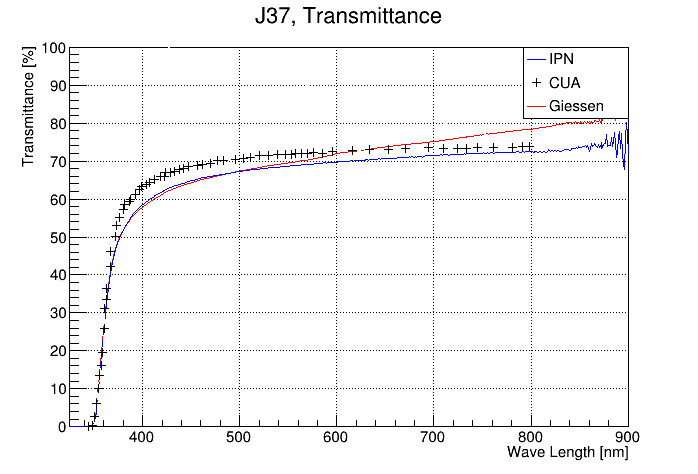 J37, Transmittance
Transmittance [%]
100
90
80
70
60
50
40
30
20
10
0
IPN
CUA
Giessen
400 500 600 700 800 900
Wave Length [nm]